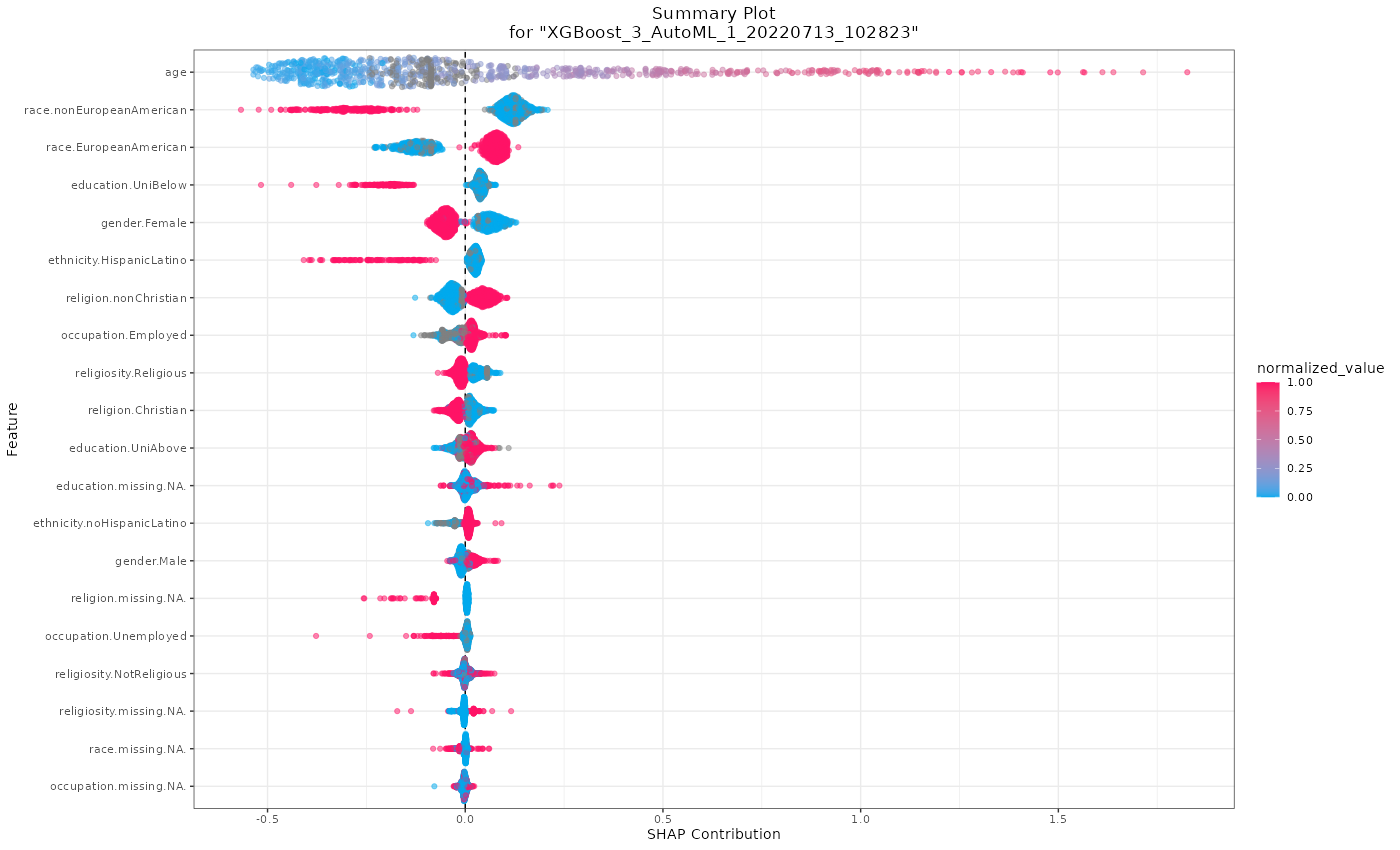 Summary Plot
for "XGBoost_3_AutoML_1_20220713_102823"
Feature
age
race.nonEuropeanAmerican
race.EuropeanAmerican
education.UniBelow
gender.Female
ethnicity.HispanicLatino
religion.nonChristian
occupation.Employed
religiosity.Religious
religion.Christian
education.UniAbove
education.missing.NA.
ethnicity.noHispanicLatino
gender.Male
religion.missing.NA.
occupation.Unemployed
religiosity.NotReligious
religiosity.missing.NA.
race.missing.NA.
occupation.missing.NA.
-0.5 0.0 0.5 1.0 1.5
SHAP Contribution
normalized_value
1.00
0.75
0.50
0.25
0.00